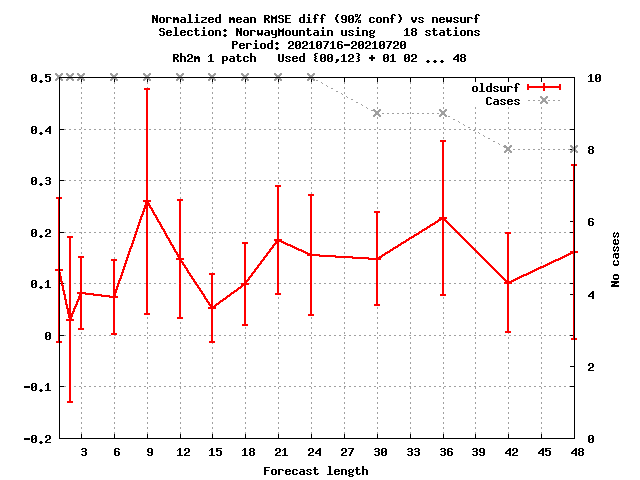 Normalized mean RMSE diff (90% conf) vs newsurf
Selection: NorwayMountain using    18 stations
Period: 20210716-20210720
Rh2m 1 patch   Used {00,12} + 01 02 ... 48
oldsurf
Cases
0.5
0.4
0.3
0.2
0.1
0
-0.1
-0.2
10
8
6
4
2
0
No cases
3 6 9 12 15 18 21 24 27 30 33 36 39 42 45 48
Forecast length